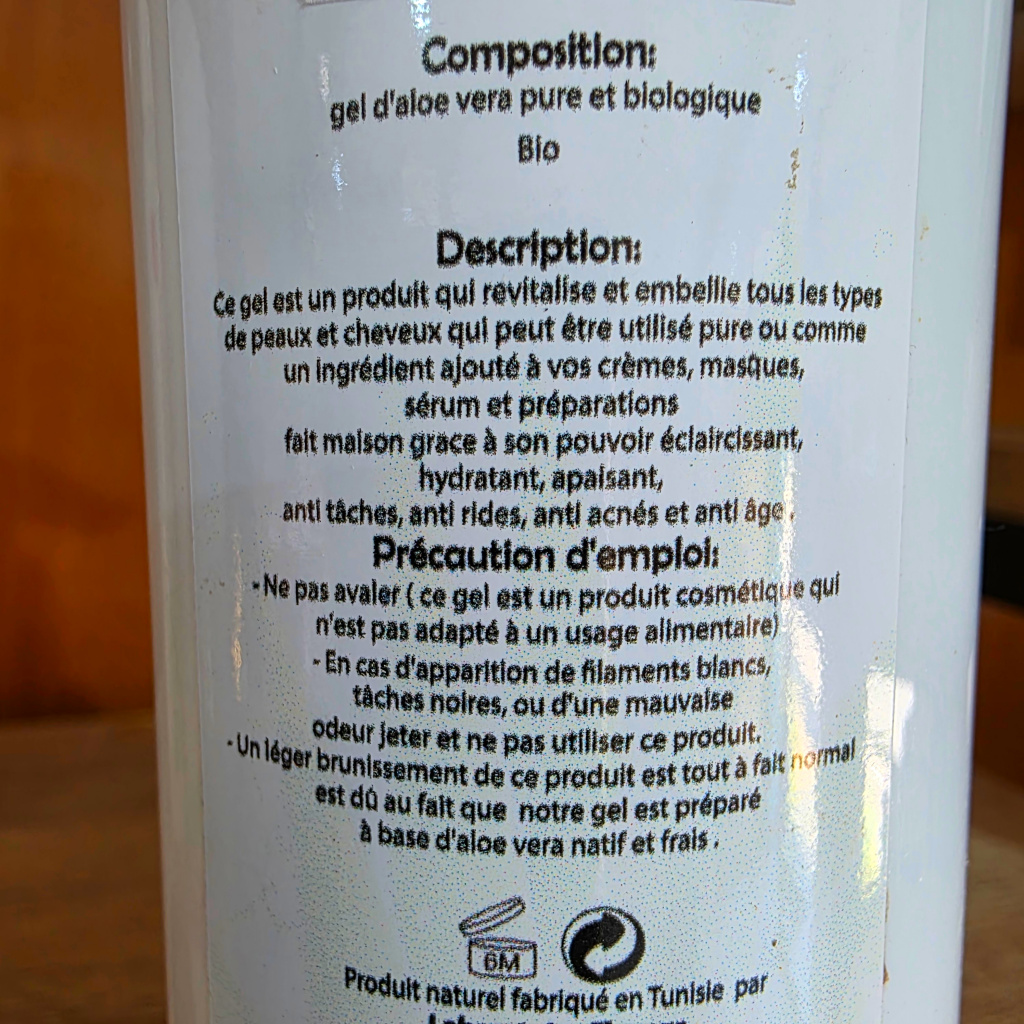 Composition:
gel d'aloe vera pure et biologique
Bio
Description:
Ce gel est un produit qui revitalise et embellie tous les types
de peaux et cheveux qui peut être utilisé pure ou comme
un ingrédient ajouté à vos crèmes, masques,
sérum et préparations
fait maison grace à son pouvoir éclaircissant,
hydratant, apaisant,
anti tâches, anti rides, anti acnés et anti âge.
Précaution d'emploi:
- Ne pas avaler ( ce gel est un produit cosmétique qui
n'est pas adapté à un usage alimentaire)
- En cas d'apparition de filaments blancs,
tâches noires, ou d'une mauvaise
odeur jeter et ne pas utiliser ce produit.
- Un léger brunissement de ce produit est tout à fait normal
est dû au fait que notre gel est préparé
à base d'aloe vera natif et frais.
6M
Produit naturel fabriqué en Tunisie par